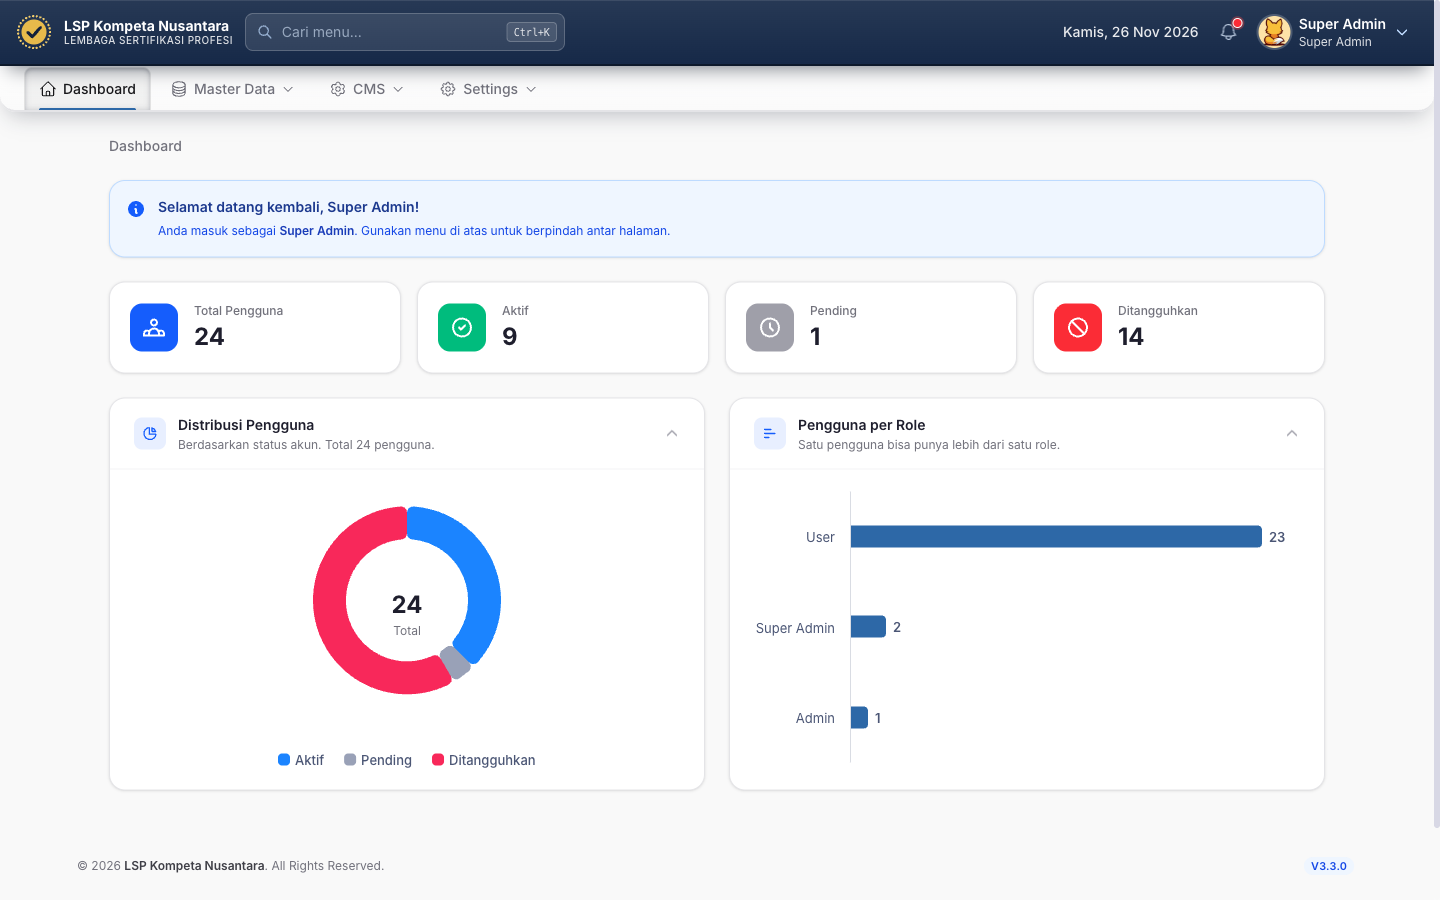 LSP Kompeta Nusantara
LEMBAGA SERTIFIKASI PROFESI
Cari menu...
Ctrl+K
Kamis, 26 Nov 2026
Super Admin
Super Admin
Dashboard
Master Data
CMS
Settings
Dashboard
Selamat datang kembali, Super Admin!
Anda masuk sebagai Super Admin. Gunakan menu di atas untuk berpindah antar halaman.
Total Pengguna
24
Aktif
9
Pending
1
Ditangguhkan
14
Distribusi Pengguna
Berdasarkan status akun. Total 24 pengguna.
24
Total
Aktif
Pending
Ditangguhkan
Pengguna per Role
Satu pengguna bisa punya lebih dari satu role.
User
23
Super Admin
2
Admin
1
© 2026 LSP Kompeta Nusantara. All Rights Reserved.
V3.3.0